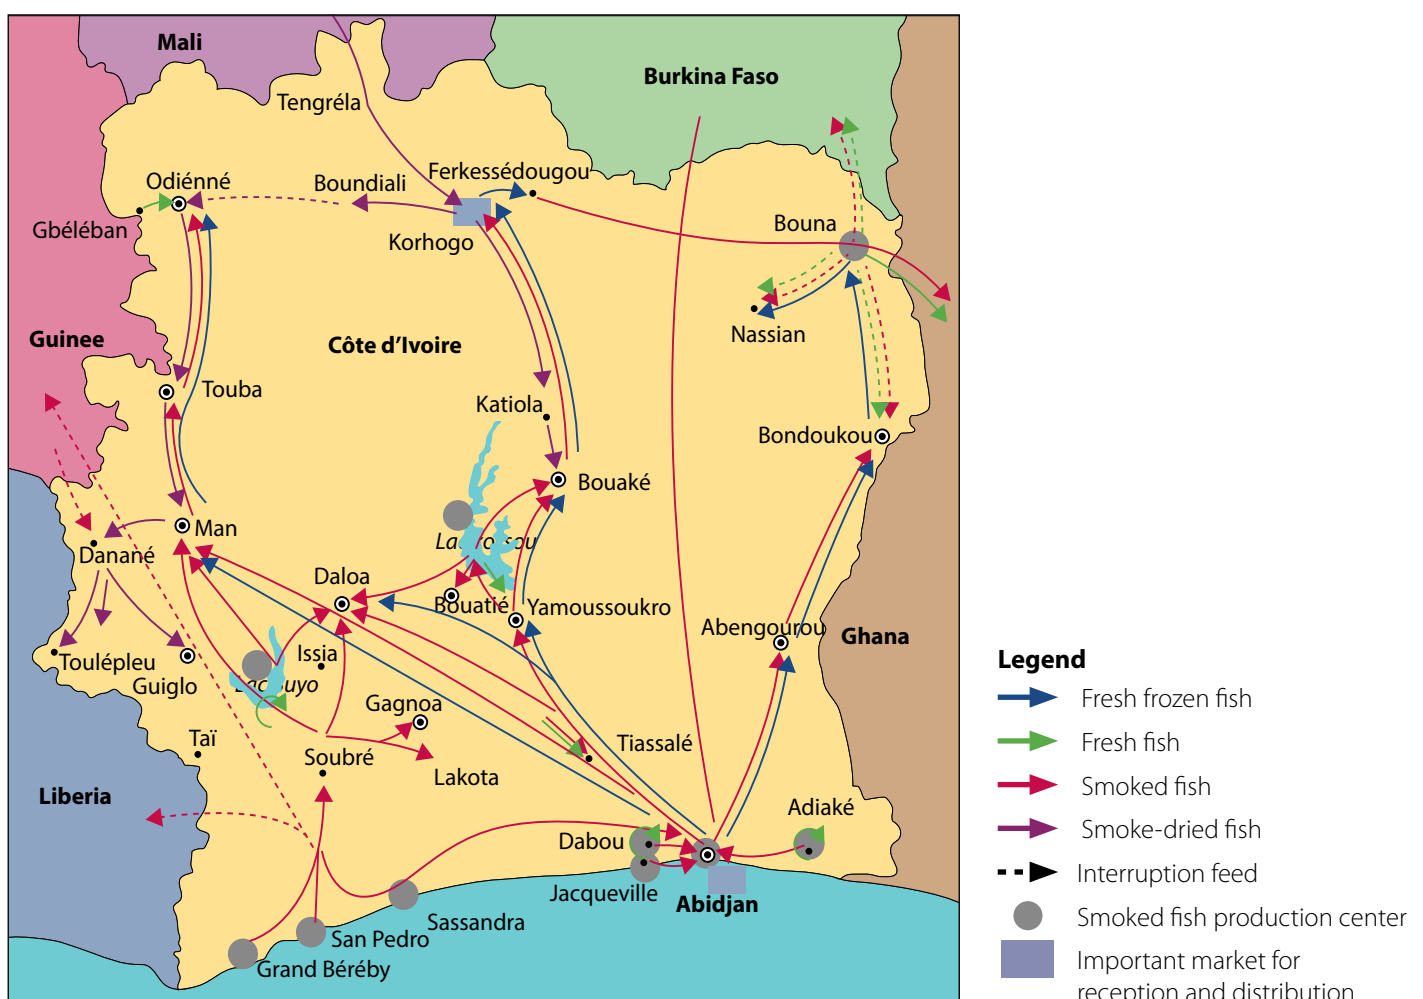 Mali
Burkina Faso
Tengréla
Ferkessédougou
Boundiali
Odiénné
Gbéléban
Korhogo
Bouna
Nassian
Guinee
Côte d'Ivoire
Touba
Katiola
Bondoukou
Bouaké
Man
Danané
Daloa
Bouatié
Yamoussoukro
Abengourou
Ghana
Issia
Toulépleu
Guiglo
Gagnoa
Taï
Soubré
Tiassalé
Lakota
Liberia
Adiaké
Dabou
Jacqueville
Abidjan
Sassandra
San Pedro
Grand Béréby
Legend
Fresh frozen fish
Fresh fish
Smoked fish
Smoke-dried fish
Interruption feed
Smoked fish production center
Important market for
reception and distribution